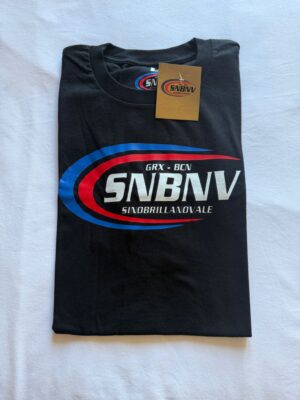 SNBNV
GRX - BCN
SNBNV
SINOBRILLANOVALE